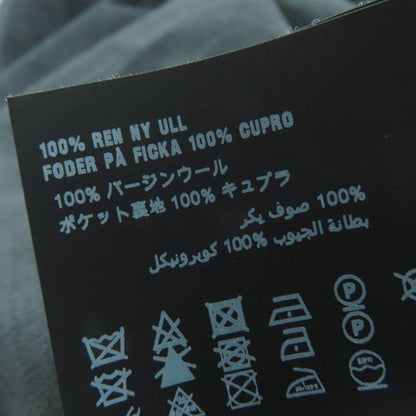 100% REN NY ULL
FODER PÅ FICKA 100% CUPRO
100% バージンウール
ポケット裏地 100% キュプラ
100% صوف بكر
بطانة الجيوب 100% كوبرونيكل
P
P